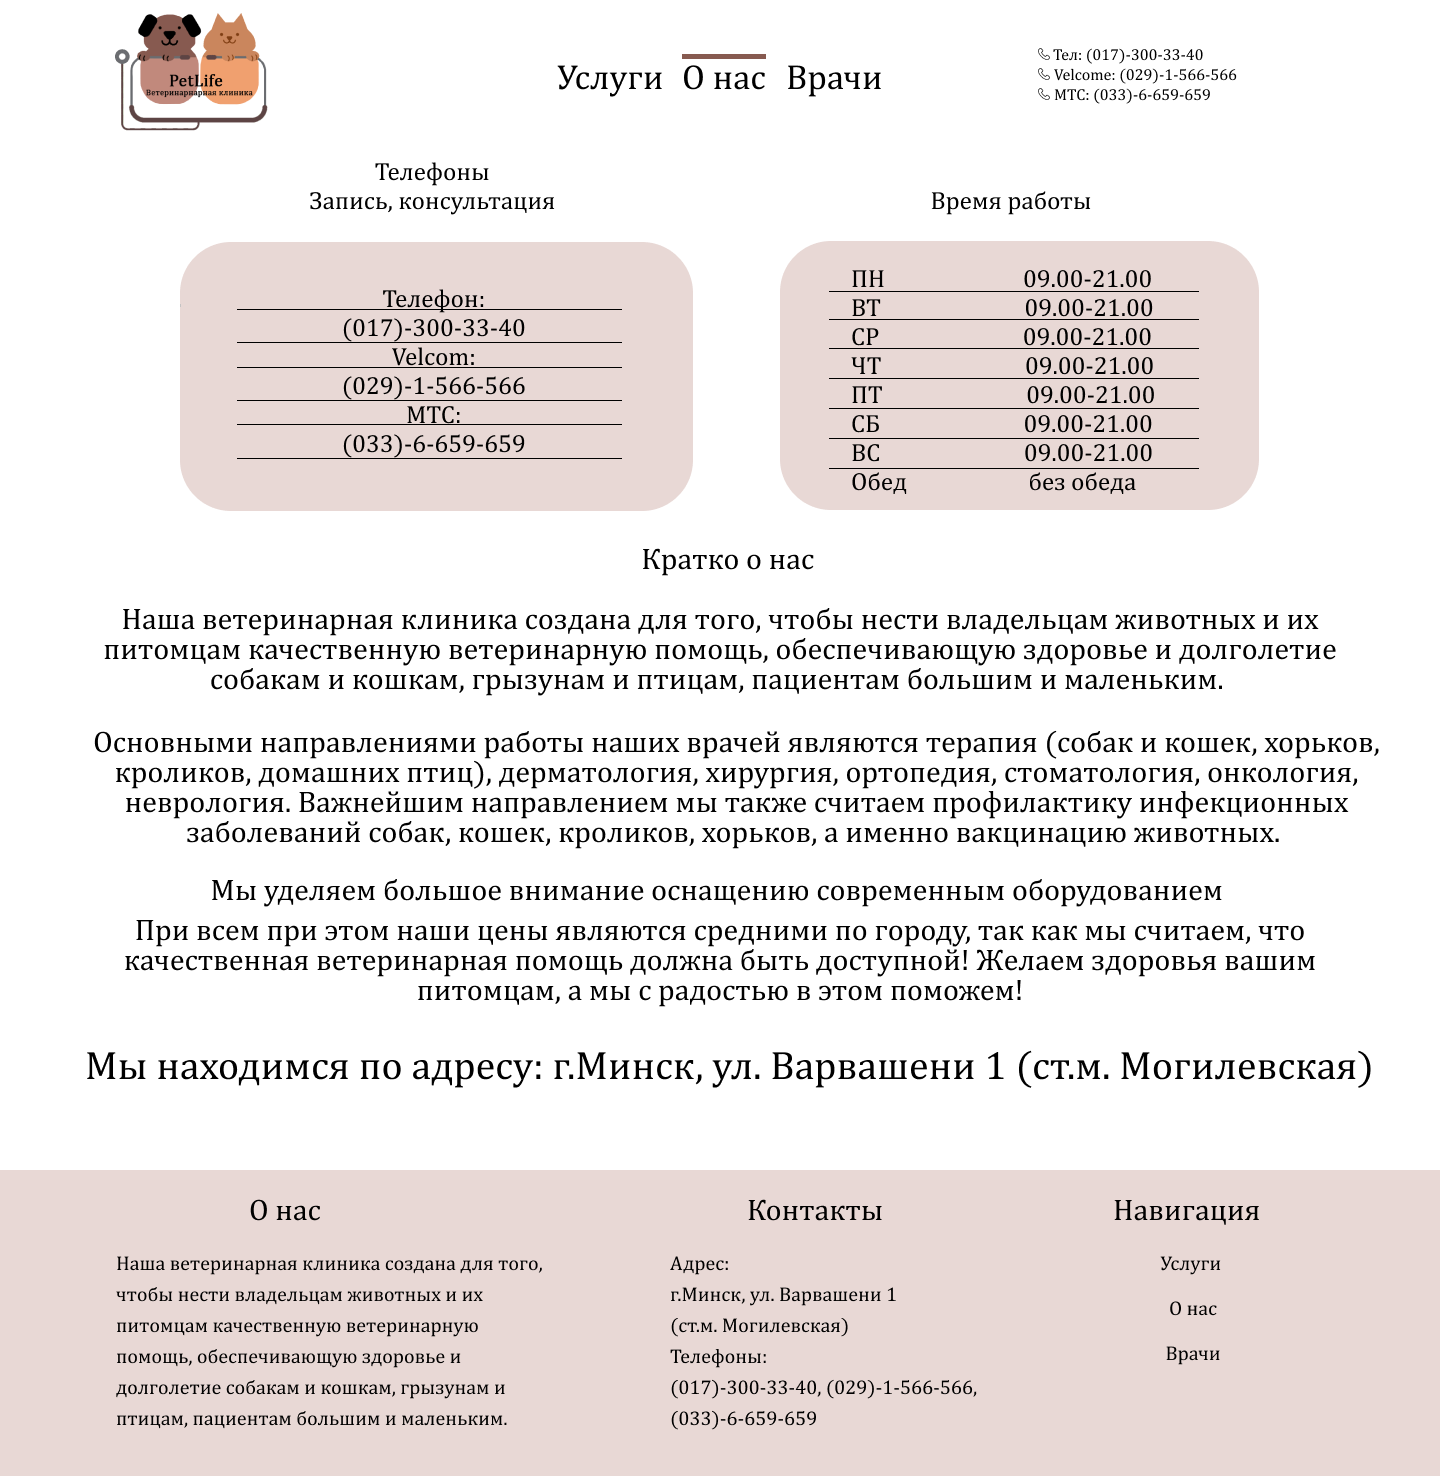 PetLife
Ветеринарнарная клиника
Услуги О нас Врачи
Тел: (017)-300-33-40
Velcome: (029)-1-566-566
МТС: (033)-6-659-659
Телефоны
Запись, консультация
Время работы
Телефон:
(017)-300-33-40
Velcom:
(029)-1-566-566
МТС:
(033)-6-659-659
ПН 09.00-21.00
ВТ 09.00-21.00
СР 09.00-21.00
ЧТ 09.00-21.00
ПТ 09.00-21.00
СБ 09.00-21.00
ВС 09.00-21.00
Обед без обеда
Кратко о нас
Наша ветеринарная клиника создана для того, чтобы нести владельцам животных и их
питомцам качественную ветеринарную помощь, обеспечивающую здоровье и долголетие
собакам и кошкам, грызунам и птицам, пациентам большим и маленьким.
Основными направлениями работы наших врачей являются терапия (собак и кошек, хорьков,
кроликов, домашних птиц), дерматология, хирургия, ортопедия, стоматология, онкология,
неврология. Важнейшим направлением мы также считаем профилактику инфекционных
заболеваний собак, кошек, кроликов, хорьков, а именно вакцинацию животных.
Мы уделяем большое внимание оснащению современным оборудованием
При всем при этом наши цены являются средними по городу, так как мы считаем, что
качественная ветеринарная помощь должна быть доступной! Желаем здоровья вашим
питомцам, а мы с радостью в этом поможем!
Мы находимся по адресу: г.Минск, ул. Варвашени 1 (ст.м. Могилевская)
О нас
Наша ветеринарная клиника создана для того,
чтобы нести владельцам животных и их
питомцам качественную ветеринарную
помощь, обеспечивающую здоровье и
долголетие собакам и кошкам, грызунам и
птицам, пациентам большим и маленьким.
Контакты
Адрес:
г.Минск, ул. Варвашени 1
(ст.м. Могилевская)
Телефоны:
(017)-300-33-40, (029)-1-566-566,
(033)-6-659-659
Навигация
Услуги
О нас
Врачи